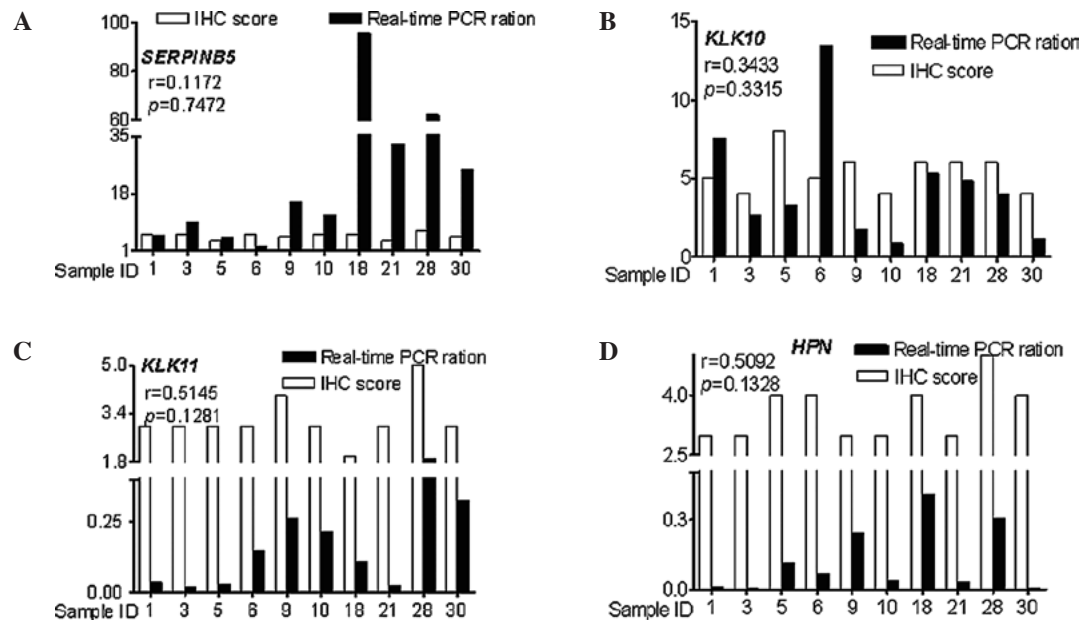 A
IHC score Real-time PCR ration
SERPINB5
r=0.1172
p=0.7472
100
80
60
35
18
1
Sample ID 1 3 5 6 9 10 18 21 28 30
B
KLK10
r=0.3433
p=0.3315
Real-time PCR ration
IHC score
15
10
5
0
Sample ID 1 3 5 6 9 10 18 21 28 30
C
KLK11
r=0.5145
p=0.1281
Real-time PCR ration
IHC score
5.0
3.4
1.8
0.25
0.00
Sample ID 1 3 5 6 9 10 18 21 28 30
D
HPN
r=0.5092
p=0.1328
Real-time PCR ration
IHC score
4.0
2.5
0.3
0.0
Sample ID 1 3 5 6 9 10 18 21 28 30